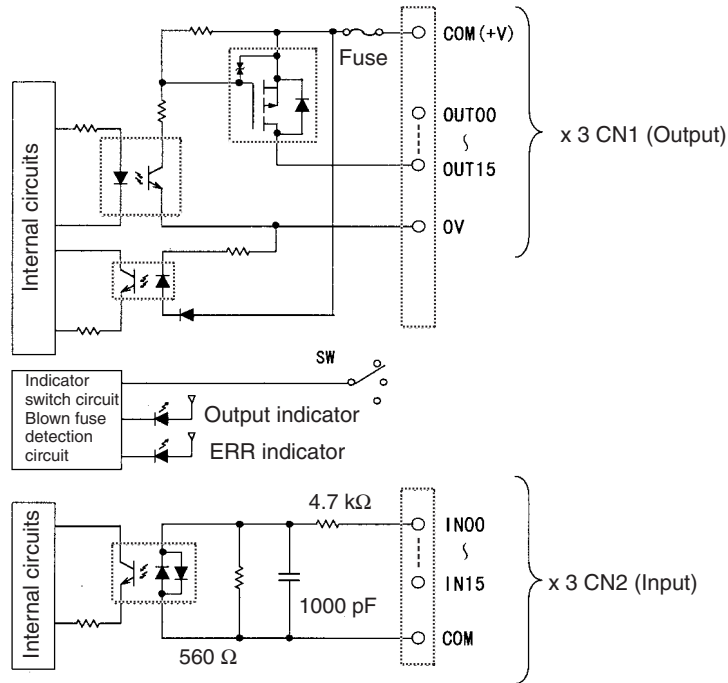 COM (+V)
Fuse
OUT00
~
OUT15
x 3 CN1 (Output)
0V
Internal circuits
SW
Indicator
switch circuit
Blown fuse
detection
circuit
Output indicator
ERR indicator
Internal circuits
4.7 kΩ
IN00
~
IN15
x 3 CN2 (Input)
1000 pF
COM
560 Ω